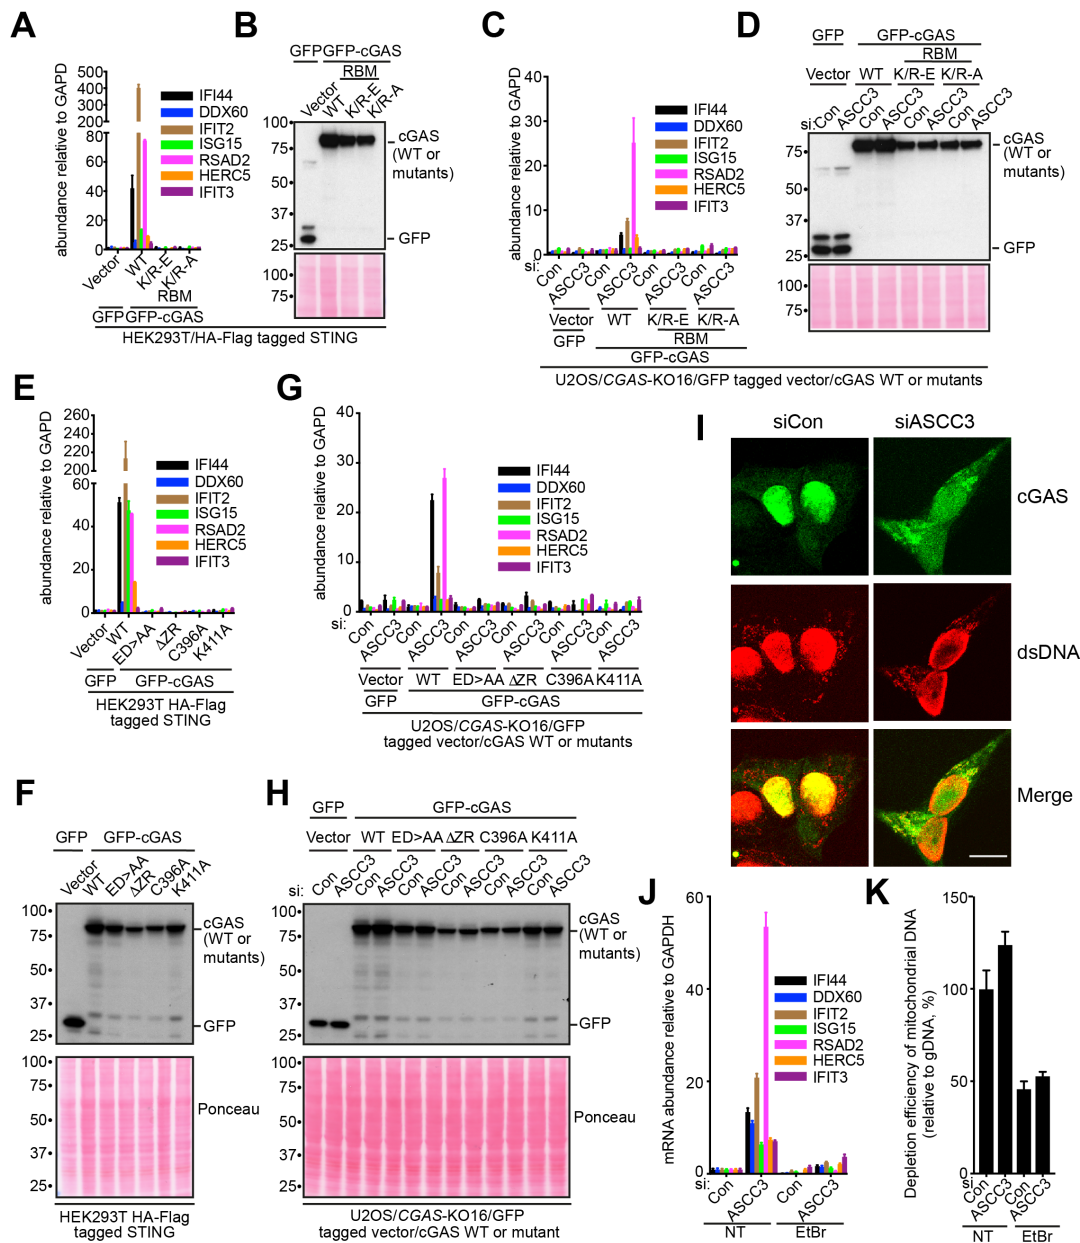 A
abundance relative to GAPD
500
400
300
200
80
60
40
20
0
IFI44
DDX60
IFIT2
ISG15
RSAD2
HERC5
IFIT3
Vector
WT
K/R-E
K/R-A
RBM
GFP GFP-cGAS
HEK293T/HA-Flag tagged STING
B
GFP GFP-cGAS
RBM
Vector
WT
K/R-E
K/R-A
100
75
50
37
25
cGAS
(WT or
mutants)
GFP
100
75
C
abundance relative to GAPD
40
30
20
10
0
IFI44
DDX60
IFIT2
ISG15
RSAD2
HERC5
IFIT3
si:
Con
ASCC3
Con
ASCC3
Con
ASCC3
Con
ASCC3
Vector WT K/R-E K/R-A
GFP RBM
GFP-cGAS
U2OS/CGAS-KO16/GFP tagged vector/cGAS WT or mutants
D
GFP GFP-cGAS
RBM
Vector WT K/R-E K/R-A
si:
Con
ASCC3
Con
ASCC3
Con
ASCC3
Con
ASCC3
75
50
37
25
cGAS
(WT or
mutants)
GFP
100
75
E
abundance relative to GAPD
260
240
220
200
60
40
20
0
IFI44
DDX60
IFIT2
ISG15
RSAD2
HERC5
IFIT3
Vector
WT
ED>AA
ΔZR
C396A
K411A
GFP GFP-cGAS
HEK293T HA-Flag
tagged STING
G
abundance relative to GAPD
40
30
20
10
0
IFI44
DDX60
IFIT2
ISG15
RSAD2
HERC5
IFIT3
si:
Con
ASCC3
Con
ASCC3
Con
ASCC3
Con
ASCC3
Con
ASCC3
Con
ASCC3
Vector WT ED>AA ΔZR C396A K411A
GFP GFP-cGAS
U2OS/CGAS-KO16/GFP
tagged vector/cGAS WT or mutants
I
siCon siASCC3
cGAS
dsDNA
Merge
F
GFP GFP-cGAS
Vector
WT
ED>AA
ΔZR
C396A
K411A
100
75
50
37
25
cGAS
(WT or
mutants)
GFP
100
75
50
37
25
Ponceau
HEK293T HA-Flag
tagged STING
H
GFP GFP-cGAS
Vector WT ED>AA ΔZR C396A K411A
si:
Con
ASCC3
Con
ASCC3
Con
ASCC3
Con
ASCC3
Con
ASCC3
Con
ASCC3
100
75
50
37
25
cGAS
(WT or
mutants)
GFP
100
75
50
37
25
Ponceau
U2OS/CGAS-KO16/GFP
tagged vector/cGAS WT or mutant
J
mRNA abundance relative to GAPDH
60
40
20
0
IFI44
DDX60
IFIT2
ISG15
RSAD2
HERC5
IFIT3
si:
Con
ASCC3
Con
ASCC3
NT EtBr
K
Depletion efficiency of mitochondrial DNA
(relative to gDNA, %)
150
100
50
0
si
Con
ASCC3
Con
ASCC3
NT EtBr